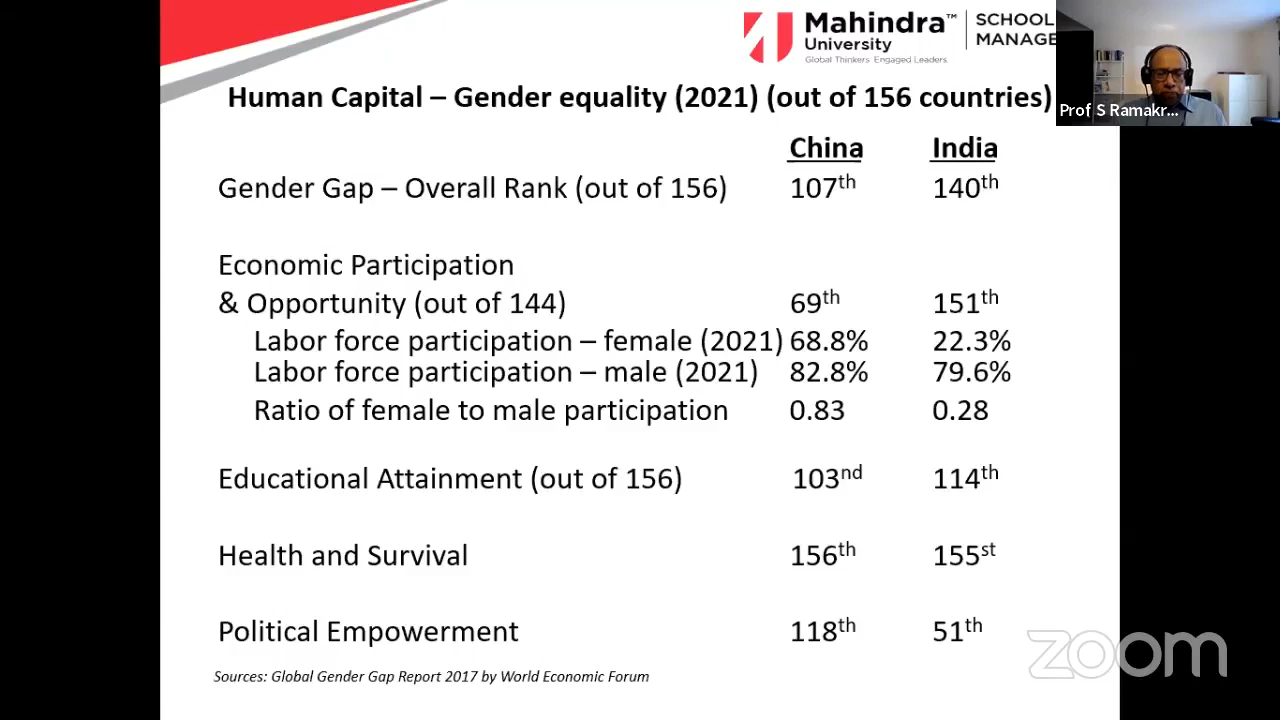 Mahindra™
University
Global Thinkers. Engaged Leaders.
SCHOOL
MANAGE
Prof S Ramakr...
Human Capital – Gender equality (2021) (out of 156 countries)
China India
Gender Gap – Overall Rank (out of 156) 107th 140th
Economic Participation
& Opportunity (out of 144) 69th 151th
Labor force participation – female (2021) 68.8% 22.3%
Labor force participation – male (2021) 82.8% 79.6%
Ratio of female to male participation 0.83 0.28
Educational Attainment (out of 156) 103nd 114th
Health and Survival 156th 155st
Political Empowerment 118th 51th
Sources: Global Gender Gap Report 2017 by World Economic Forum
zoom